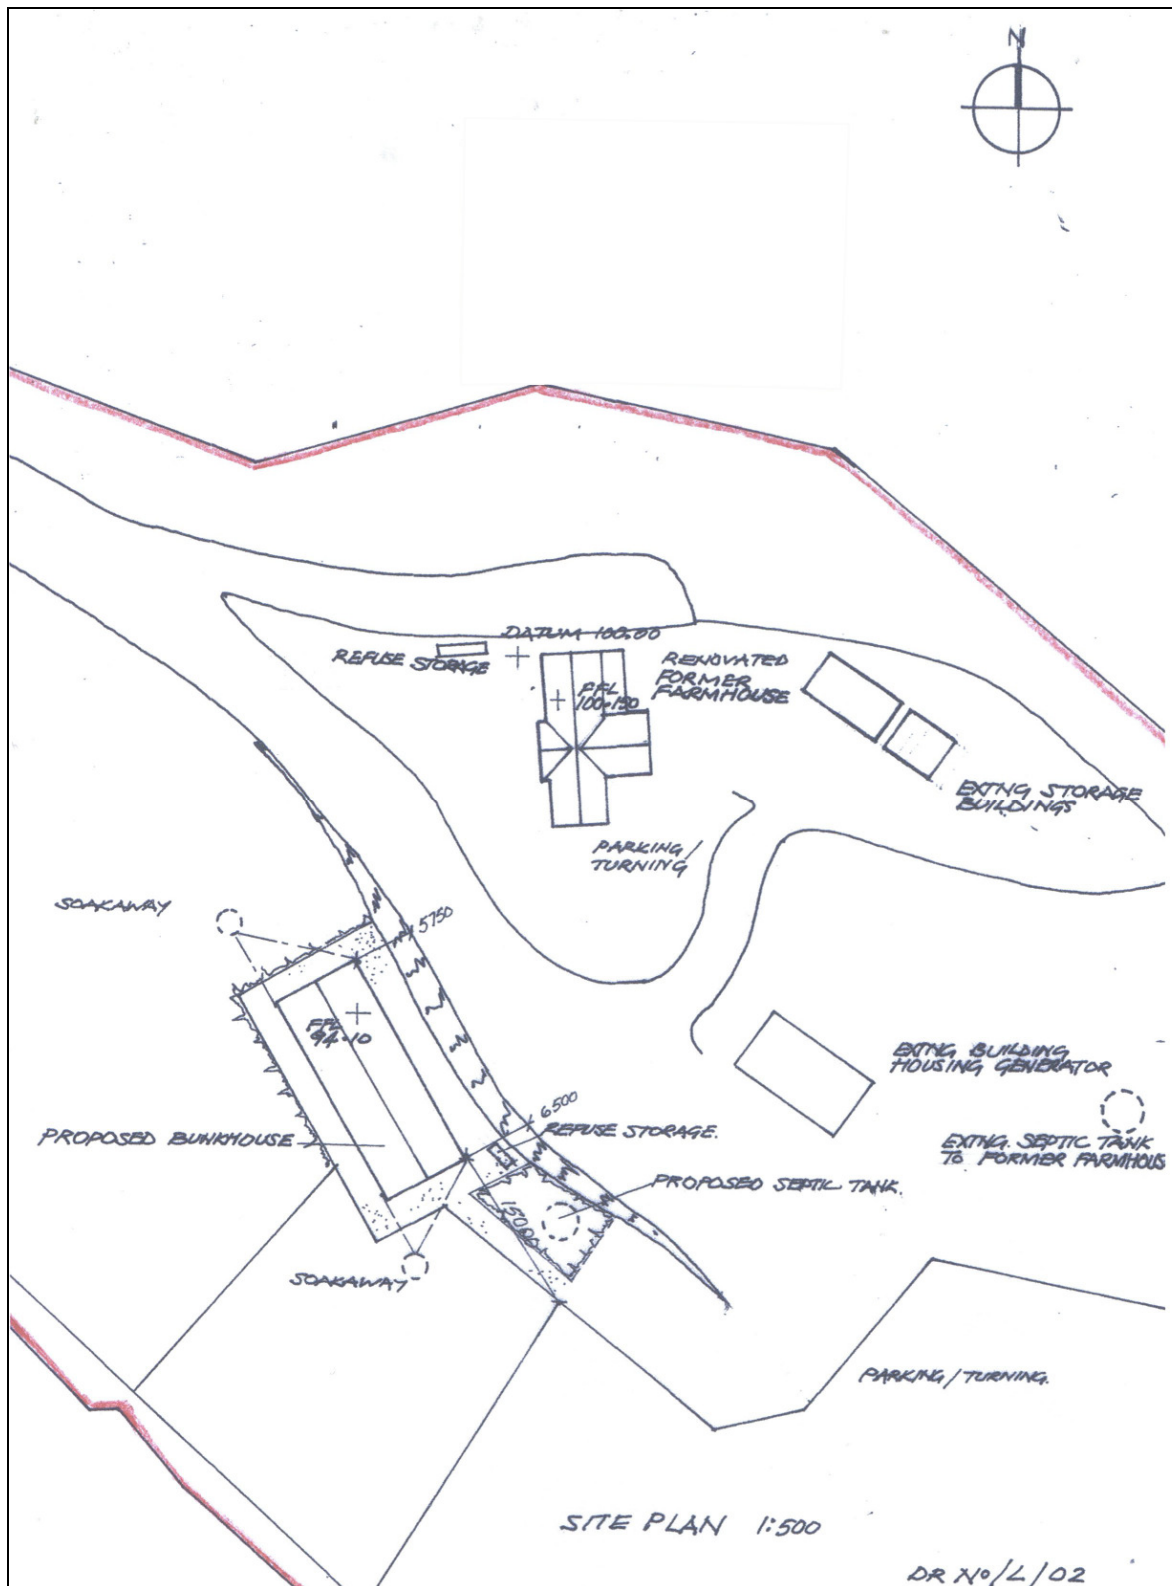 N
DATUM 100.00
REFUSE STORAGE
RENOVATED
FORMER
FARMHOUSE
FFL
100.150
EXTNG STORAGE
BUILDINGS
PARKING/
TURNING
SOAKAWAY
5750
FFL
94.10
EXTNG BUILDING
HOUSING GENERATOR
6500
REFUSE STORAGE.
PROPOSED BUNKHOUSE
EXTNG. SEPTIC TANK
TO FORMER FARMHOUS
PROPOSED SEPTIC TANK.
15000
SOAKAWAY
PARKING/TURNING.
SITE PLAN 1:500
DR NO/L/02